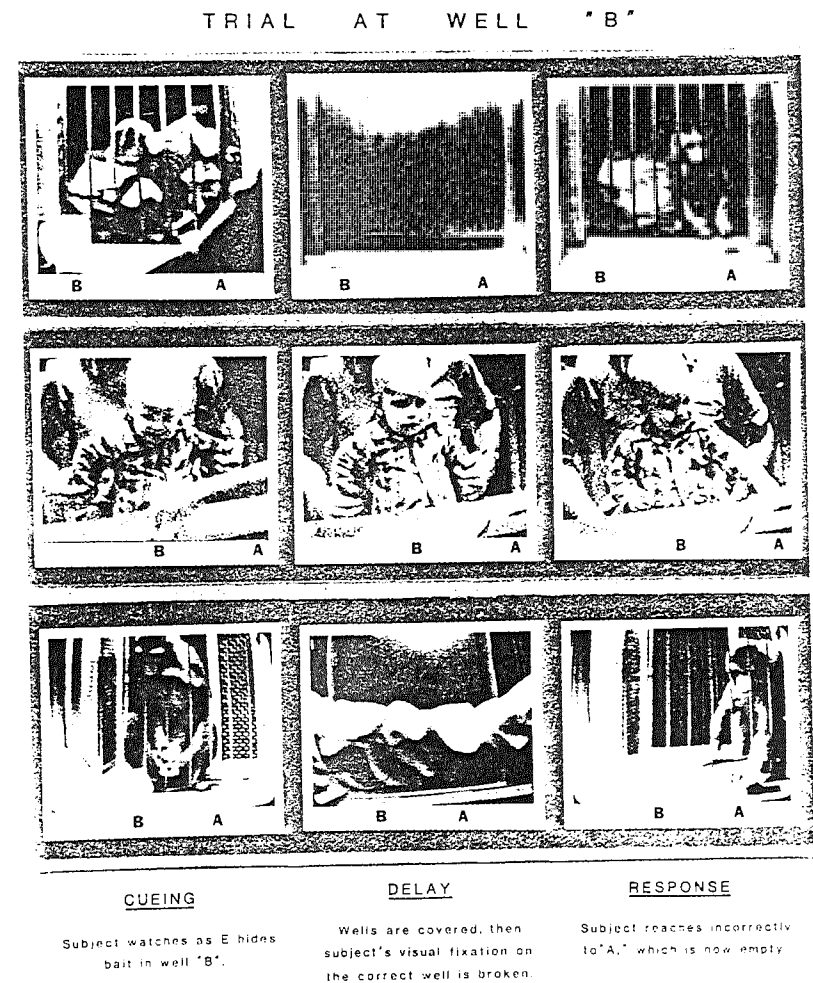 TRIAL AT WELL "B"
B A
B A
B A
B A
B A
B A
B A
B A
B A
CUEING
DELAY
RESPONSE
Subject watches as E hides
bait in well "B".
Wells are covered, then
subject's visual fixation on
the correct well is broken.
Subject reaches incorrectly
to "A," which is now empty